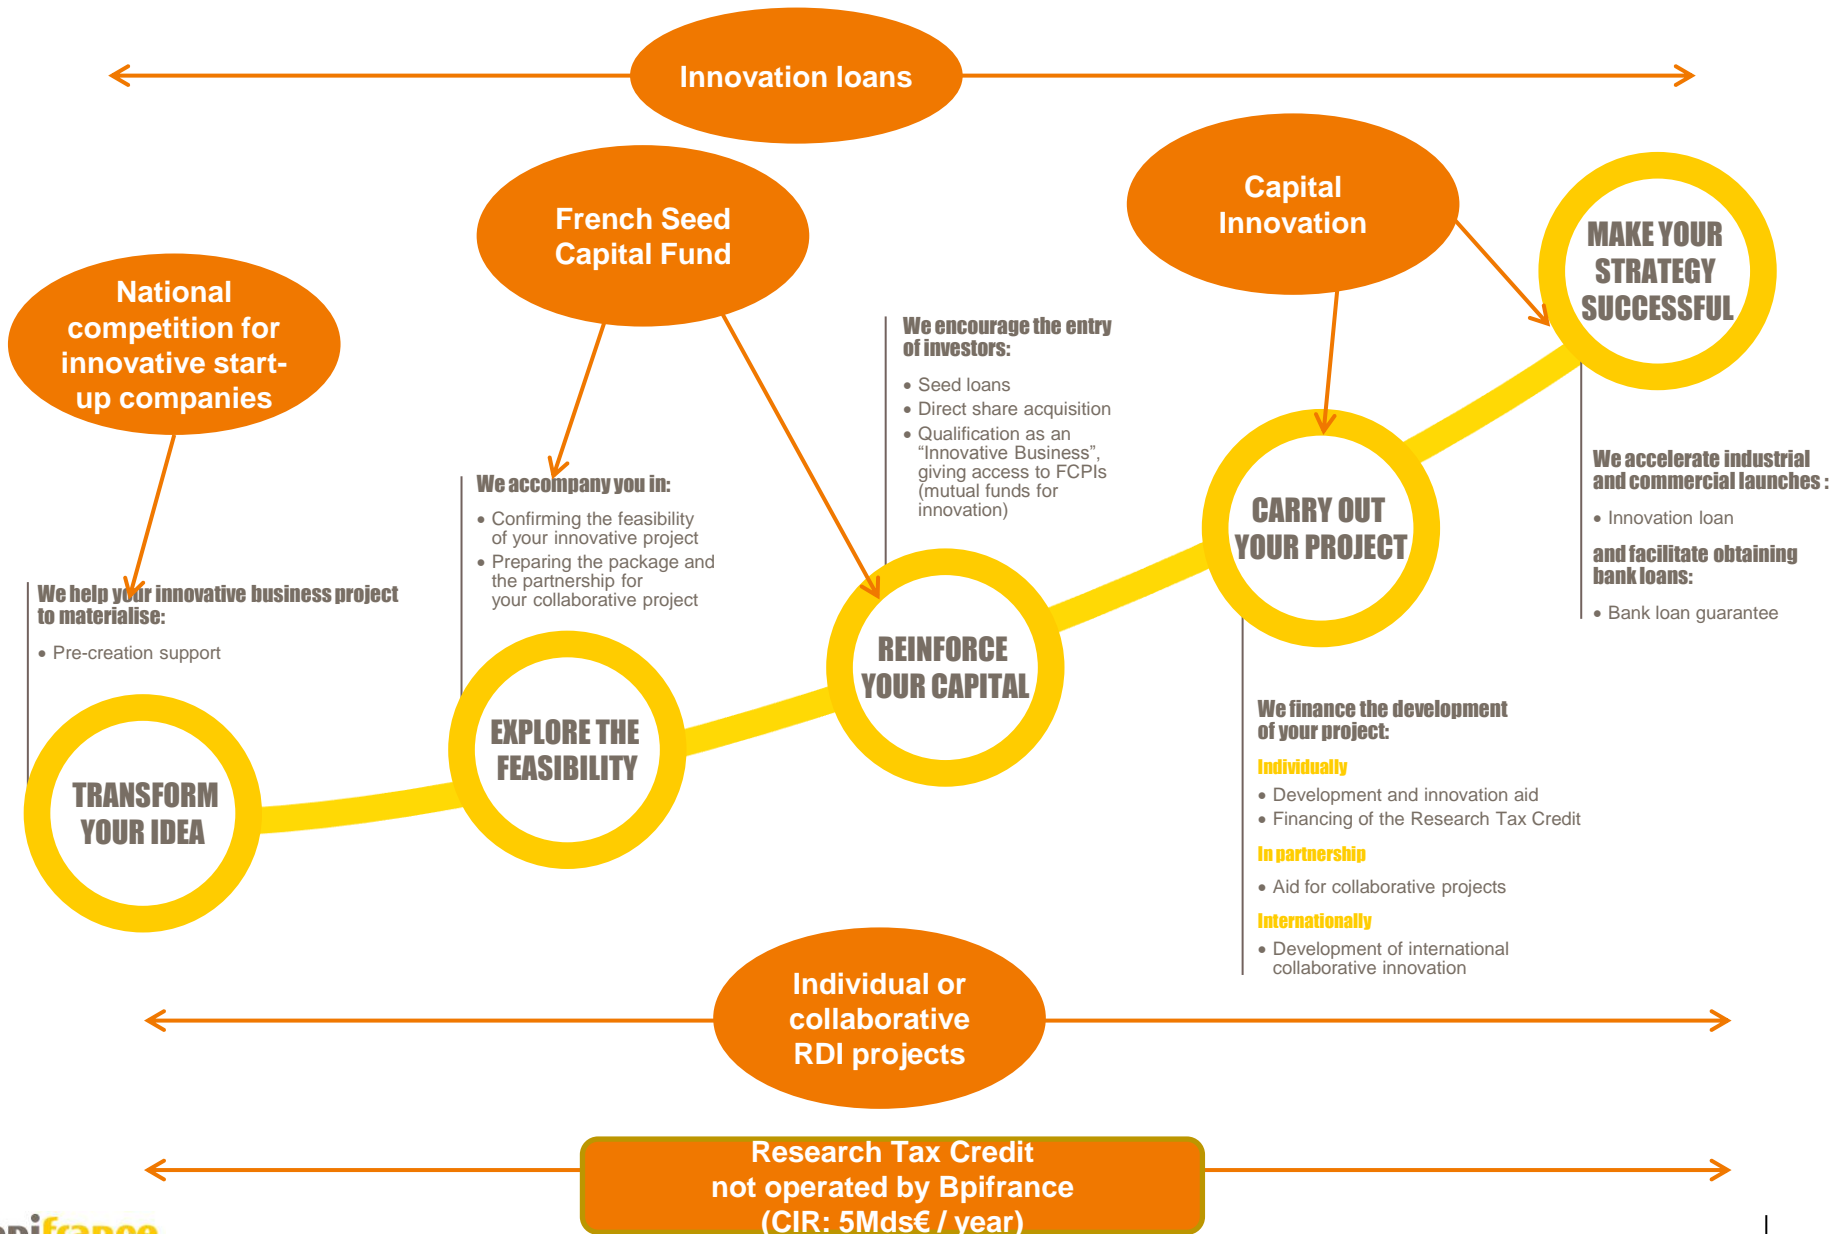 Innovation loans
Capital
Innovation
French Seed
Capital Fund
National
competition for
innovative start-
up companies
MAKE YOUR
STRATEGY
SUCCESSFUL
We encourage the entry
of investors:
• Seed loans
• Direct share acquisition
• Qualification as an
“Innovative Business”,
giving access to FCPIs
(mutual funds for
innovation)
We accelerate industrial
and commercial launches :
• Innovation loan
and facilitate obtaining
bank loans:
• Bank loan guarantee
We accompany you in:
• Confirming the feasibility
of your innovative project
• Preparing the package and
the partnership for
your collaborative project
CARRY OUT
YOUR PROJECT
We help your innovative business project
to materialise:
• Pre-creation support
REINFORCE
YOUR CAPITAL
EXPLORE THE
FEASIBILITY
TRANSFORM
YOUR IDEA
We finance the development
of your project:
Individually
• Development and innovation aid
• Financing of the Research Tax Credit
In partnership
• Aid for collaborative projects
Internationally
• Development of international
collaborative innovation
Individual or
collaborative
RDI projects
Research Tax Credit
not operated by Bpifrance
(CIR: 5Mds€ / year)